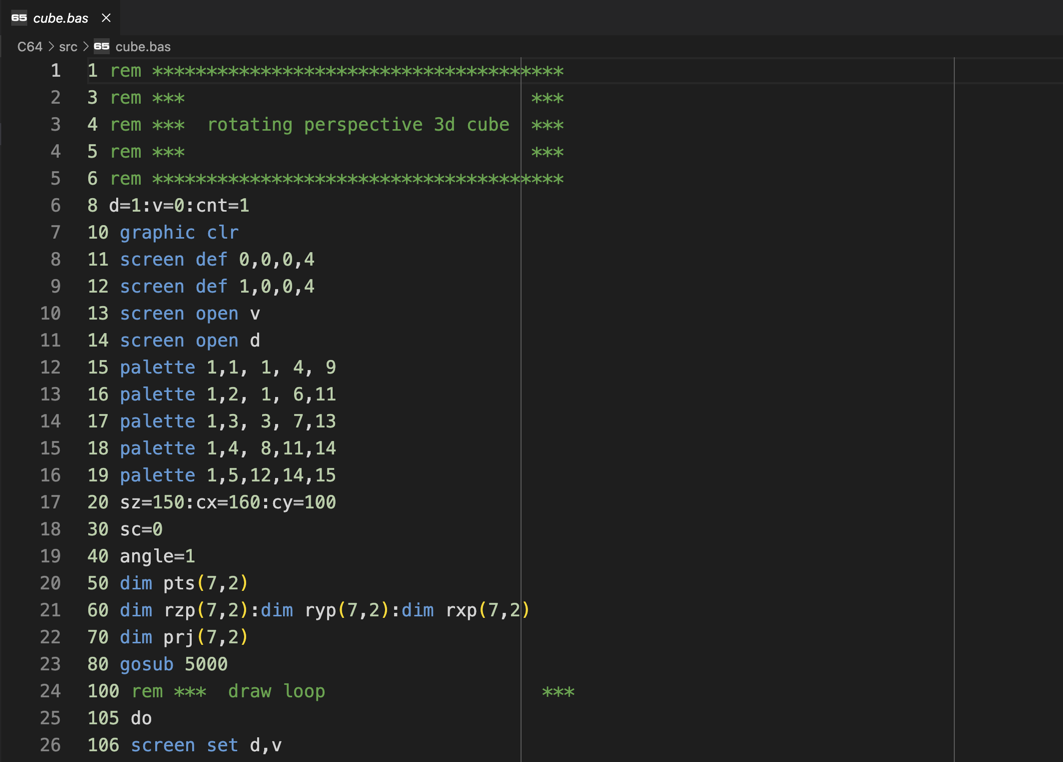 65 cube.bas ×
C64 > src > 65 cube.bas
1 1 rem **************************************
2 3 rem ***                                ***
3 4 rem ***  rotating perspective 3d cube  ***
4 5 rem ***                                ***
5 6 rem **************************************
6 8 d=1:v=0:cnt=1
7 10 graphic clr
8 11 screen def 0,0,0,4
9 12 screen def 1,0,0,4
10 13 screen open v
11 14 screen open d
12 15 palette 1,1, 1, 4, 9
13 16 palette 1,2, 1, 6,11
14 17 palette 1,3, 3, 7,13
15 18 palette 1,4, 8,11,14
16 19 palette 1,5,12,14,15
17 20 sz=150:cx=160:cy=100
18 30 sc=0
19 40 angle=1
20 50 dim pts(7,2)
21 60 dim rzp(7,2):dim ryp(7,2):dim rxp(7,2)
22 70 dim prj(7,2)
23 80 gosub 5000
24 100 rem ***  draw loop                    ***
25 105 do
26 106 screen set d,v